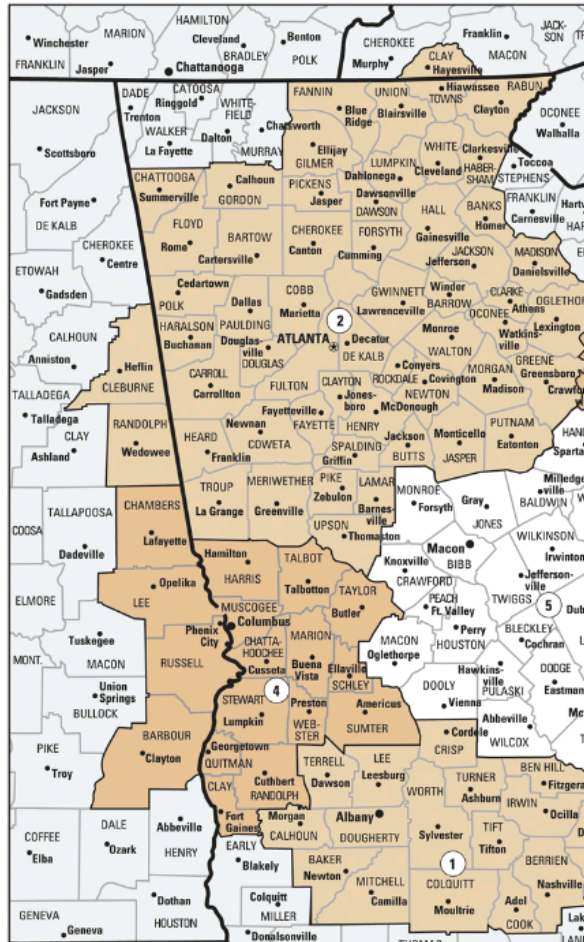 HAMILTON
MARION
Winchester
Cleveland
Benton
CHEROKEE
Franklin
JACK-
SON
FRANKLIN
Jasper
BRADLEY
POLK
Chattanooga
Murphy
MACON
CLAY
Hayesville
JACKSON
DADE
Trenton
CATOOSA
Ringgold
WHITE-
FIELD
FANNIN
UNION
Hiawassee
TOWNS
RABUN
Blue
Ridge
Blairsville
Clayton
OCONEE
Walhalla
WALKER
La Fayette
Dalton
Chatsworth
MURRAY
Scottsboro
Ellijay
GILMER
WHITE
Cleveland
Clarkesville
HABER-
SHAM
Toccoa
STEPHENS
LUMPKIN
Dahlonega
CHATTOOGA
Summerville
Calhoun
GORDON
PICKENS
Jasper
Dawsonville
DAWSON
BANKS
Homer
FRANKLIN
Carnesville
Hartw
HAR
Fort Payne
DE KALB
FLOYD
Rome
BARTOW
Cartersville
CHEROKEE
Canton
FORSYTH
Cumming
HALL
Gainesville
JACKSON
Jefferson
MADISON
Danielsville
CHEROKEE
Centre
ETOWAH
Gadsden
Cedartown
POLK
Dallas
PAULDING
COBB
Marietta
GWINNETT
Lawrenceville
Winder
BARROW
CLARKE
Athens
OCONEE
Watkins-
ville
OGLETHO
Lexington
2
CALHOUN
Anniston
HARALSON
Buchanan
Douglas-
ville
DOUGLAS
ATLANTA
Decatur
DE KALB
Monroe
WALTON
GREENE
Greensboro
Crawfo
Heflin
CLEBURNE
CARROLL
Carrollton
FULTON
CLAYTON
Jones-
boro
ROCKDALE
Conyers
Covington
NEWTON
MORGAN
Madison
TALLADEGA
Talladega
Fayetteville
FAYETTE
HENRY
McDonough
RANDOLPH
Wedowee
CLAY
Ashland
HEARD
Franklin
Newnan
COWETA
SPALDING
Griffin
Jackson
BUTTS
Monticello
JASPER
PUTNAM
Eatonton
HANC
Sparta
CHAMBERS
Lafayette
TROUP
La Grange
MERIWETHER
Greenville
PIKE
Zebulon
LAMAR
Barnes-
ville
MONROE
Forsyth
Gray
JONES
Milledge-
ville
BALDWIN
COOSA
TALLAPOOSA
Dadeville
UPSON
Thomaston
WILKINSON
Irwinton
Hamilton
HARRIS
TALBOT
Talbotton
Macon
BIBB
Knoxville
CRAWFORD
Jefferson-
ville
TWIGGS
5
ELMORE
Opelika
LEE
TAYLOR
Butler
PEACH
Ft. Valley
Dub
MUSCOGEE
Columbus
Phenix
City
Tuskegee
MACON
MONT.
RUSSELL
CHATTA-
HOOCHEE
Cusseta
MARION
Buena
Vista
Ellaville
SCHLEY
MACON
Oglethorpe
Perry
HOUSTON
BLECKLEY
Cochran
Hawkins-
ville
PULASKI
DODGE
Eastman
Union
Springs
BULLOCK
4
STEWART
Lumpkin
Preston
WEB-
STER
Americus
SUMTER
DOOLY
Vienna
Abbeville
WILCOX
Mc
BARBOUR
Clayton
PIKE
Troy
Georgetown
QUITMAN
Cuthbert
RANDOLPH
TERRELL
Dawson
LEE
Leesburg
Cordele
CRISP
BEN HILL
Fitzgera
TURNER
Ashburn
CLAY
Fort
Gaines
Morgan
CALHOUN
Albany
DOUGHERTY
WORTH
Sylvester
IRWIN
Ocilla
COFFEE
Elba
DALE
Ozark
Abbeville
HENRY
EARLY
Blakely
TIFT
Tifton
BAKER
Newton
1
BERRIEN
Nashville
MITCHELL
Camilla
COLQUITT
Moultrie
Adel
COOK
Dothan
HOUSTON
Colquitt
MILLER
GENEVA
Geneva
Donalsonville
Lak
LAN